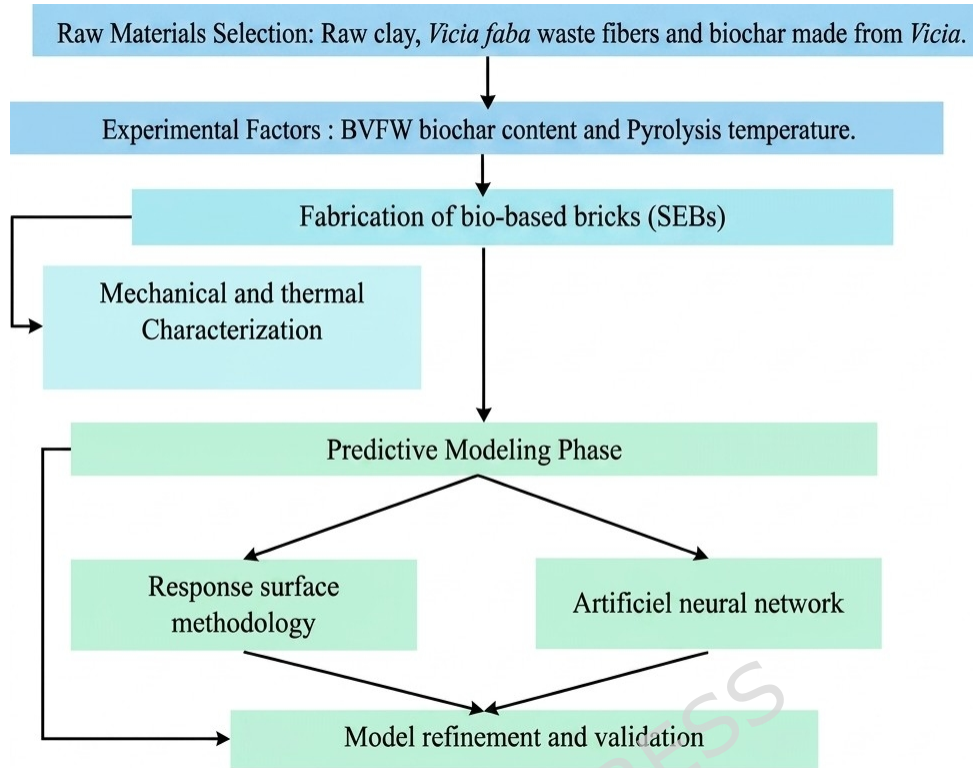 Raw Materials Selection: Raw clay, Vicia faba waste fibers and biochar made from Vicia.
Experimental Factors : BVFW biochar content and Pyrolysis temperature.
Fabrication of bio-based bricks (SEBs)
Mechanical and thermal
Characterization
Predictive Modeling Phase
Response surface
methodology
Artificiel neural network
Model refinement and validation